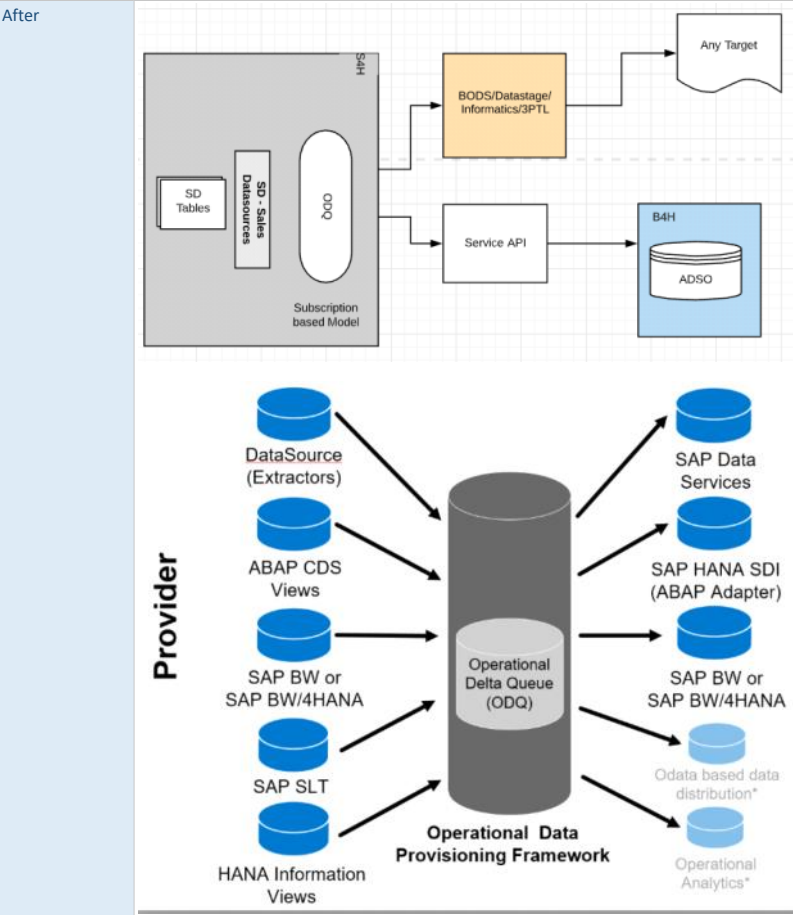 After
S4H
SD
Tables
SD - Sales
Datasources
ODQ
Subscription
based Model
BODS/Datastage/
Informatics/3PTL
Any Target
Service API
B4H
ADSO
Provider
DataSource
(Extractors)
ABAP CDS
Views
SAP BW or
SAP BW/4HANA
SAP SLT
HANA Information
Views
Operational
Delta Queue
(ODQ)
Operational Data
Provisioning Framework
SAP Data
Services
SAP HANA SDI
(ABAP Adapter)
SAP BW or
SAP BW/4HANA
Odata based data
distribution*
Operational
Analytics*